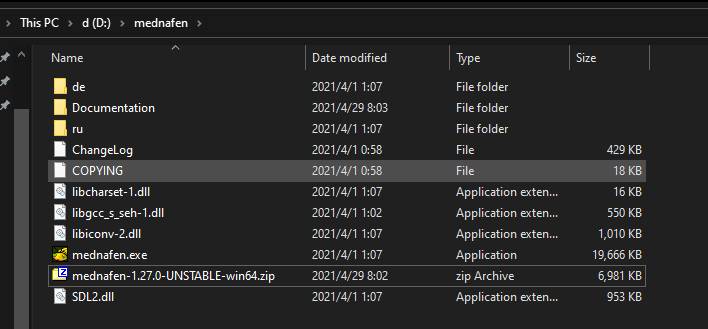 This PC > d (D:) > mednafen >
Name Date modified Type Size
de 2021/4/1 1:07 File folder
Documentation 2021/4/29 8:03 File folder
ru 2021/4/1 1:07 File folder
ChangeLog 2021/4/1 0:58 File 429 KB
COPYING 2021/4/1 0:58 File 18 KB
libcharset-1.dll 2021/4/1 1:07 Application exten... 16 KB
libgcc_s_seh-1.dll 2021/4/1 1:02 Application exten... 550 KB
libiconv-2.dll 2021/4/1 1:07 Application exten... 1,010 KB
mednafen.exe 2021/4/1 1:07 Application 19,666 KB
mednafen-1.27.0-UNSTABLE-win64.zip 2021/4/29 8:02 zip Archive 6,981 KB
SDL2.dll 2021/4/1 1:07 Application exten... 953 KB